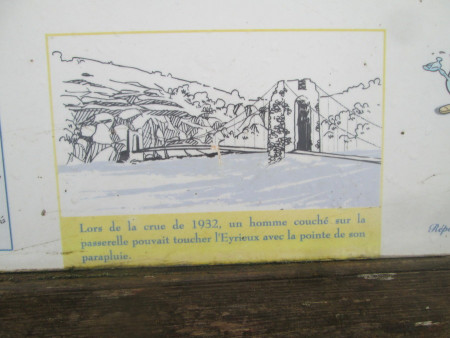 Lors de la crue de 1932, un homme couché sur la
passerelle pouvait toucher l'Eyrieux avec la pointe de son
parapluie.
Répu